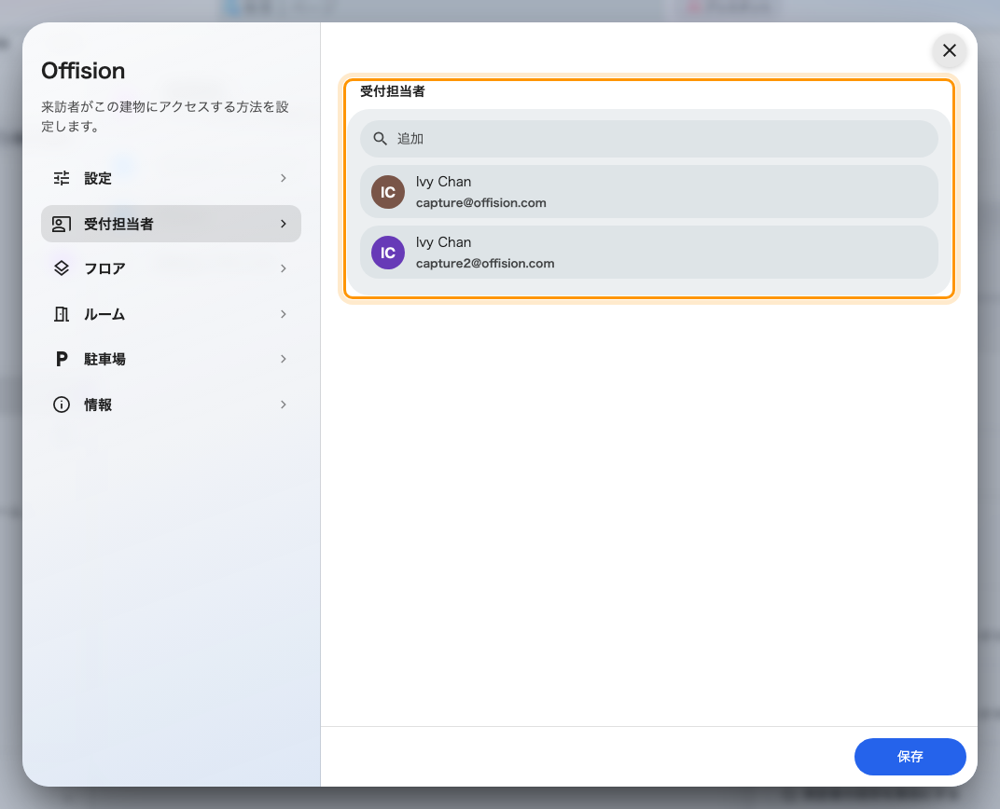 Offision
来訪者がこの建物にアクセスする方法を設
定します。
設定
受付担当者
フロア
ルーム
駐車場
情報
受付担当者
追加
IC
Ivy Chan
capture@offision.com
IC
Ivy Chan
capture2@offision.com
保存